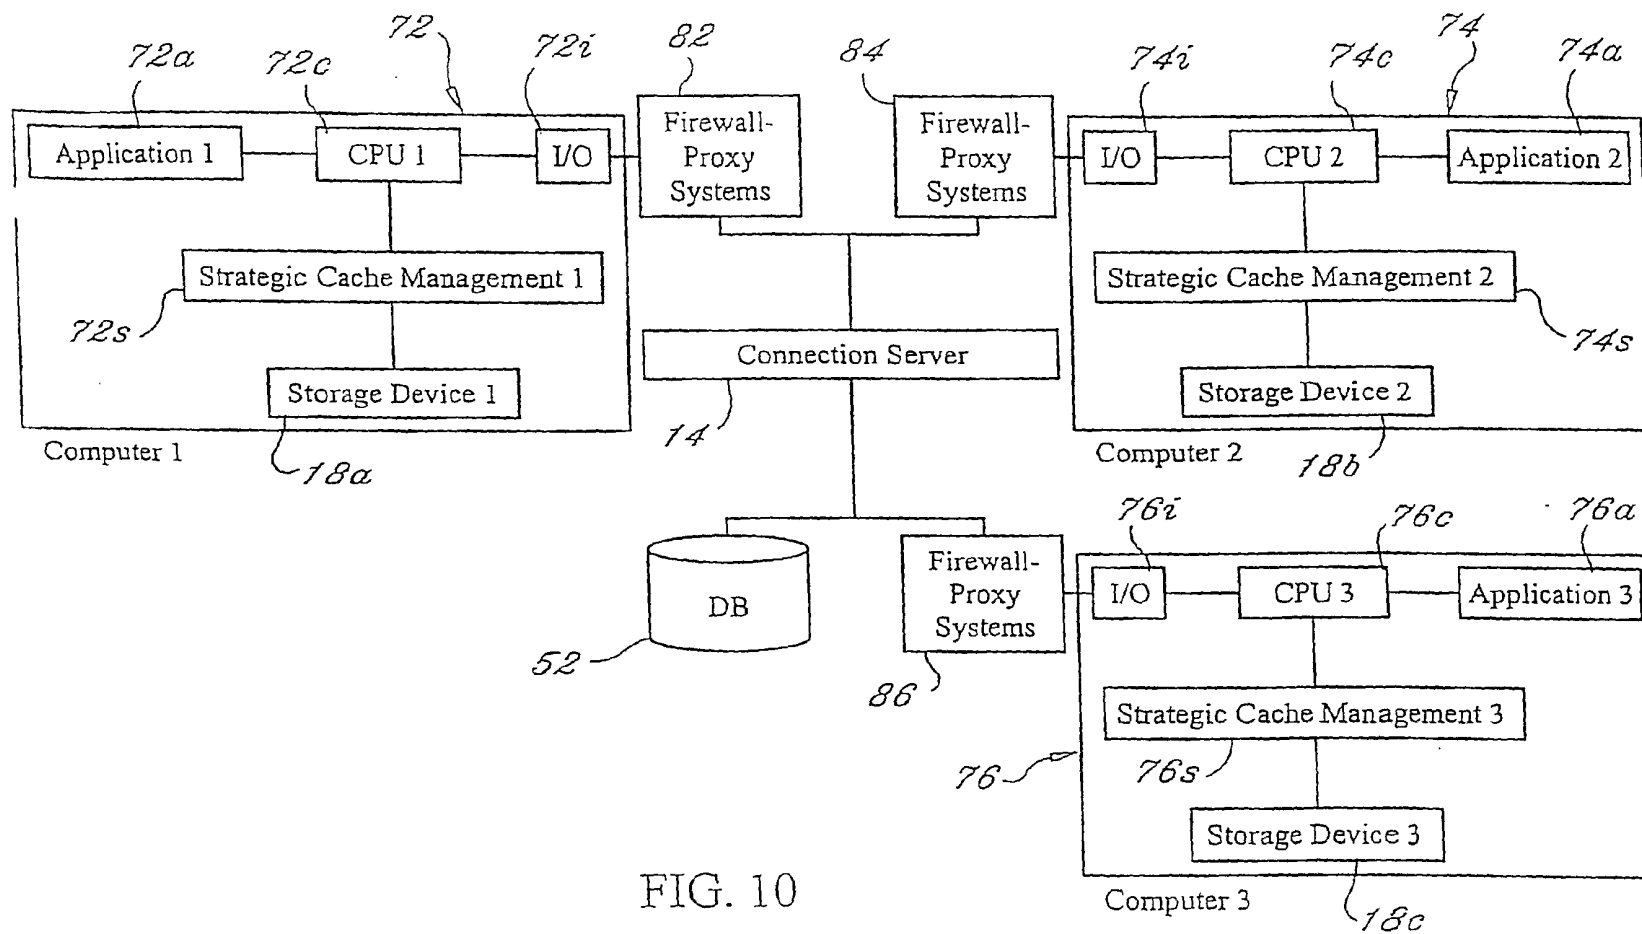 72a
72c
72
72i
82
84
74i
74c
74
74a
Application 1
CPU 1
I/O
Firewall-
Proxy
Systems
Firewall-
Proxy
Systems
I/O
CPU 2
Application 2
Strategic Cache Management 1
72s
Storage Device 1
Computer 1
18a
Connection Server
14
Strategic Cache Management 2
74s
Storage Device 2
Computer 2
18b
DB
52
Firewall-
Proxy
Systems
86
76i
76c
76a
I/O
CPU 3
Application 3
Strategic Cache Management 3
76
76s
Storage Device 3
Computer 3
18c
FIG. 10